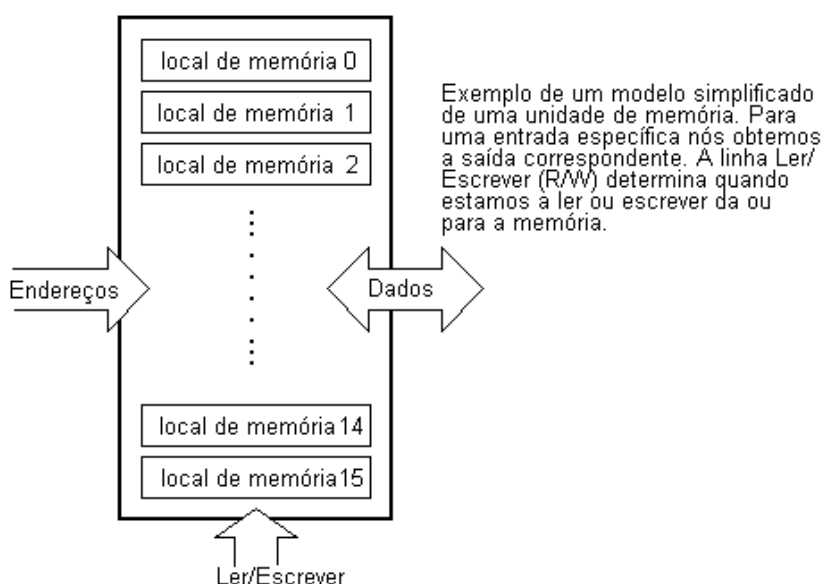 local de memória 0
local de memória 1
local de memória 2
Exemplo de um modelo simplificado
de uma unidade de memória. Para
uma entrada específica nós obtemos
a saída correspondente. A linha Ler/
Escrever (R/W) determina quando
estamos a ler ou escrever da ou
para a memória.
Endereços
Dados
local de memória 14
local de memória 15
Ler/Escrever